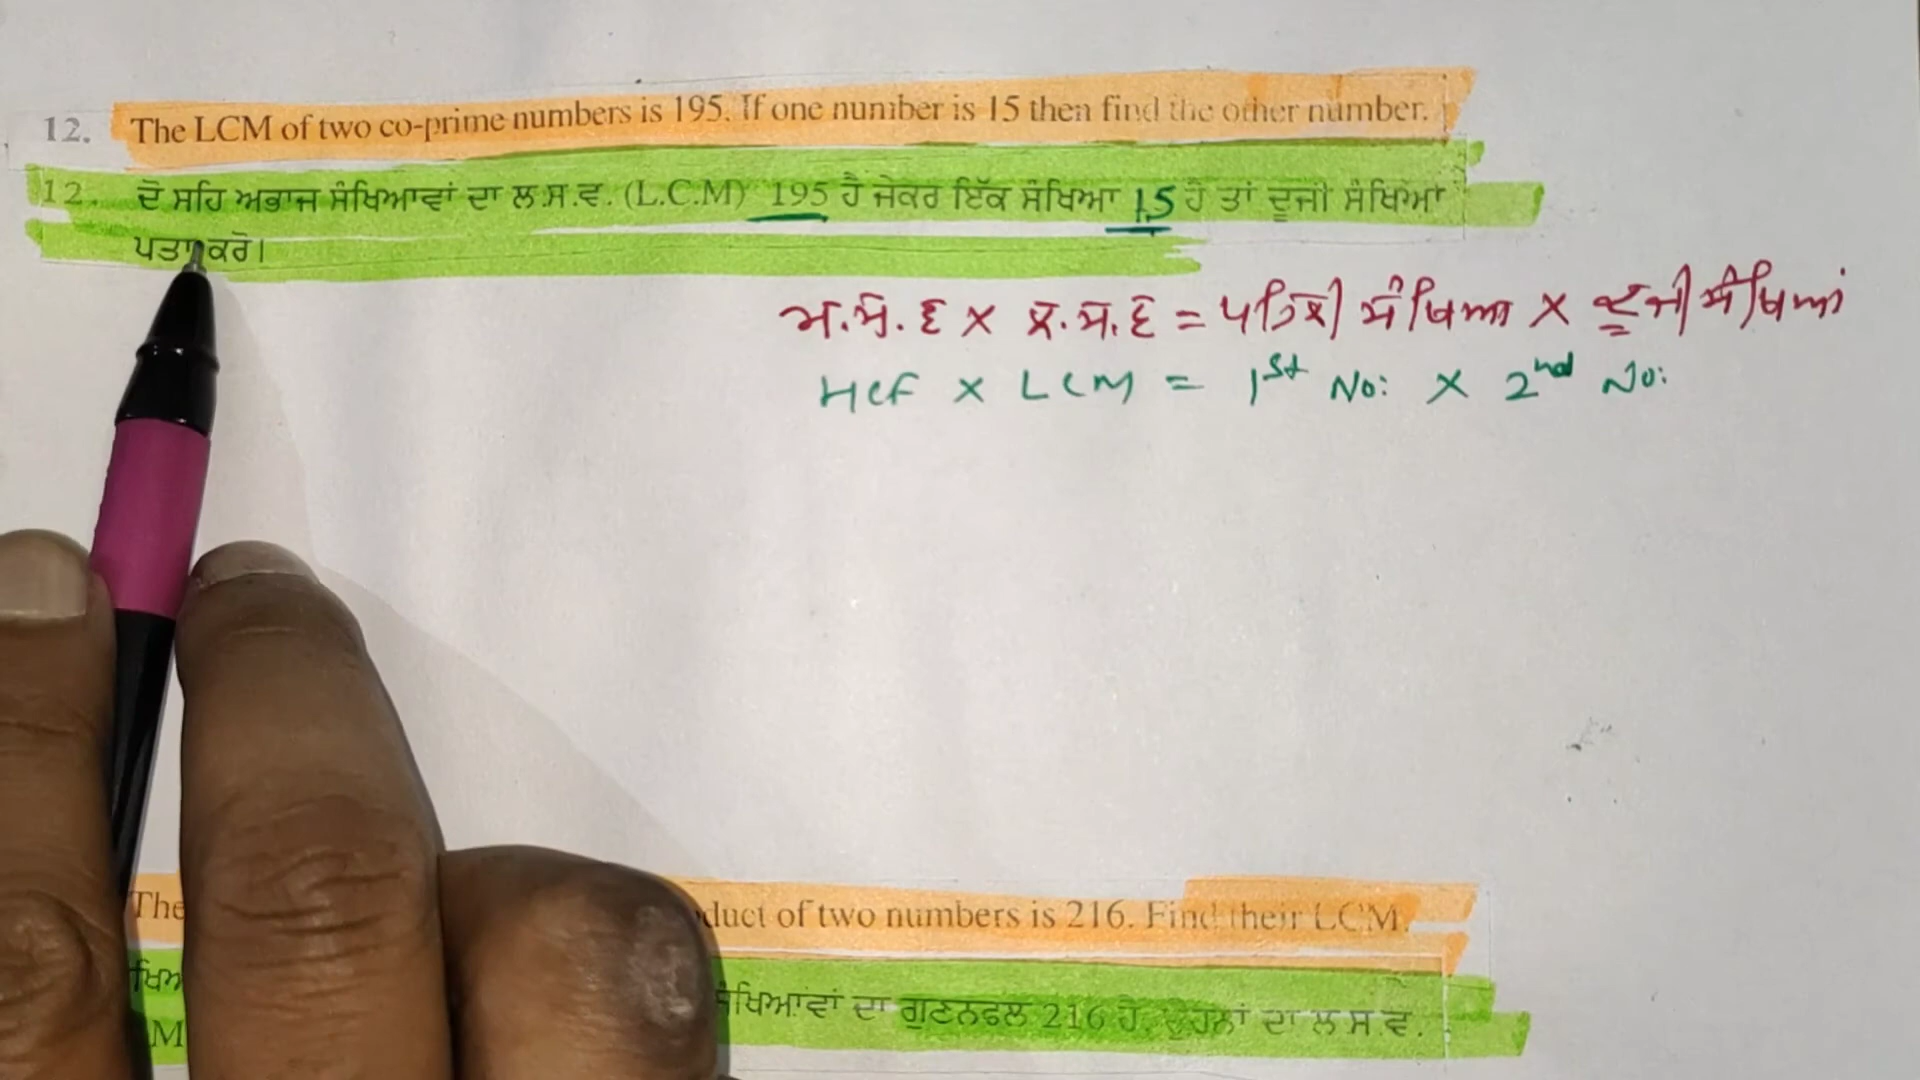 12. The LCM of two co-prime numbers is 195. If one number is 15 then find the other number.
12. ਦੋ ਸਹਿ ਅਭਾਜ ਸੰਖਿਆਵਾਂ ਦਾ ਲ.ਸ.ਵ. (L.C.M) 195 ਹੈ ਜੇਕਰ ਇੱਕ ਸੰਖਿਆ 15 ਹੈ ਤਾਂ ਦੂਜੀ ਸੰਖਿਆ
ਪਤਾ ਕਰੋ।
ਮ.ਸ.ਵ × ਲ.ਸ.ਵ = ਪਹਿਲੀ ਸੰਖਿਆ × ਦੂਜੀ ਸੰਖਿਆ
HCF × LCM = 1st No: × 2nd No:
The duct of two numbers is 216. Find their LCM.
ਸੰਖਿਆਵਾਂ ਦਾ ਗੁਣਨਫਲ 216 ਹੈ, ਉਹਨਾਂ ਦਾ ਲ ਸ ਵ.
M